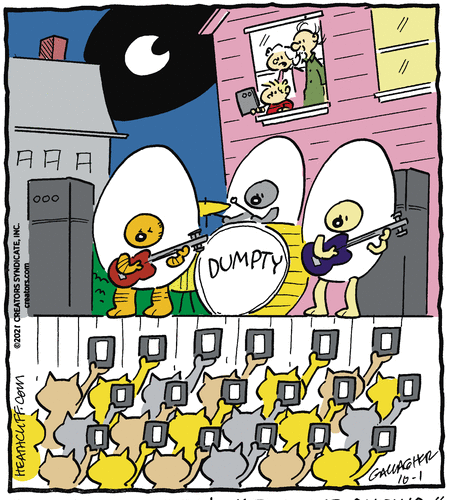 DUMPTY
©2021 CREATORS SYNDICATE, INC.
creators.com
HEATHCLIFF.COM
GALLAGHER
10-1